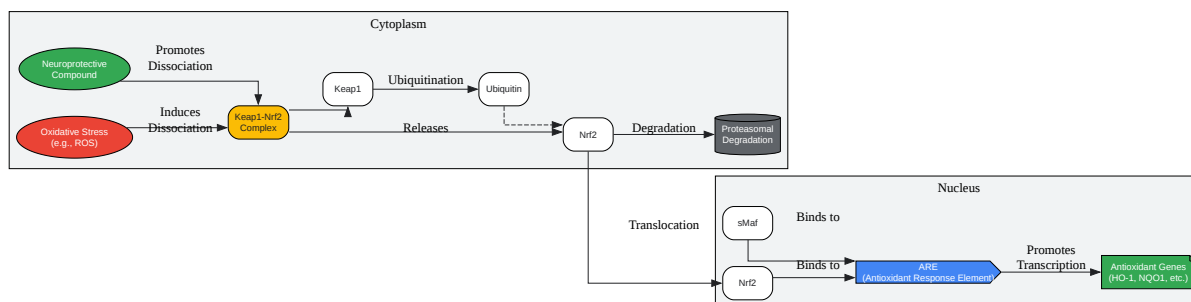 Cytoplasm
Neuroprotective
Compound
Promotes
Dissociation
Keap1
Ubiquitination
Ubiquitin
Oxidative Stress
(e.g., ROS)
Induces
Dissociation
Keap1-Nrf2
Complex
Releases
Nrf2
Degradation
Proteasomal
Degradation
Nucleus
Translocation
sMaf
Binds to
Nrf2
Binds to
ARE
(Antioxidant Response Element)
Promotes
Transcription
Antioxidant Genes
(HO-1, NQO1, etc.)